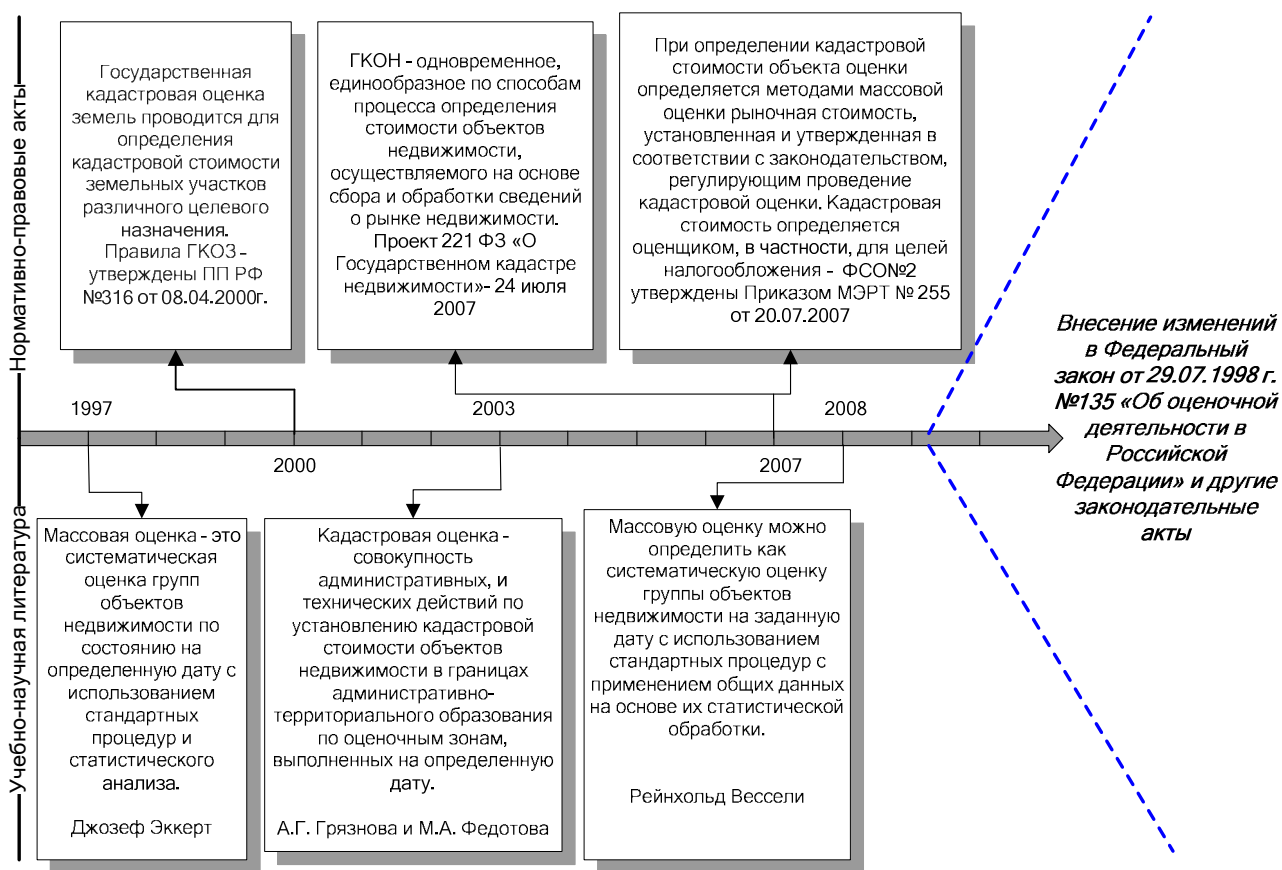 Нормативно-правовые акты
Государственная
кадастровая оценка
земель проводится для
определения
кадастровой стоимости
земельных участков
различного целевого
назначения.
Правила ГКОЗ -
утверждены ПП РФ
№316 от 08.04.2000г.
ГКОН - одновременное,
единообразное по способам
процесса определения
стоимости объектов
недвижимости,
осуществляемого на основе
сбора и обработки сведений
о рынке недвижимости.
Проект 221 ФЗ «О
Государственном кадастре
недвижимости»- 24 июля
2007
При определении кадастровой
стоимости объекта оценки
определяется методами массовой
оценки рыночная стоимость,
установленная и утвержденная в
соответствии с законодательством,
регулирующим проведение
кадастровой оценки. Кадастровая
стоимость определяется
оценщиком, в частности, для целей
налогообложения - ФСО№2
утверждены Приказом МЭРТ № 255
от 20.07.2007
1997
2003
2008
2000
2007
Внесение изменений
в Федеральный
закон от 29.07.1998 г.
№135 «Об оценочной
деятельности в
Российской
Федерации» и другие
законодательные
акты
Учебно-научная литература
Массовая оценка - это
систематическая
оценка групп
объектов
недвижимости по
состоянию на
определенную дату с
использованием
стандартных
процедур и
статистического
анализа.
Джозеф Эккерт
Кадастровая оценка -
совокупность
административных, и
технических действий по
установлению кадастровой
стоимости объектов
недвижимости в границах
административно-
территориального образования
по оценочным зонам,
выполненных на определенную
дату.
А.Г. Грязнова и М.А. Федотова
Массовую оценку можно
определить как
систематическую оценку
группы объектов
недвижимости на заданную
дату с использованием
стандартных процедур с
применением общих данных
на основе их статистической
обработки.
Рейнхольд Вессели